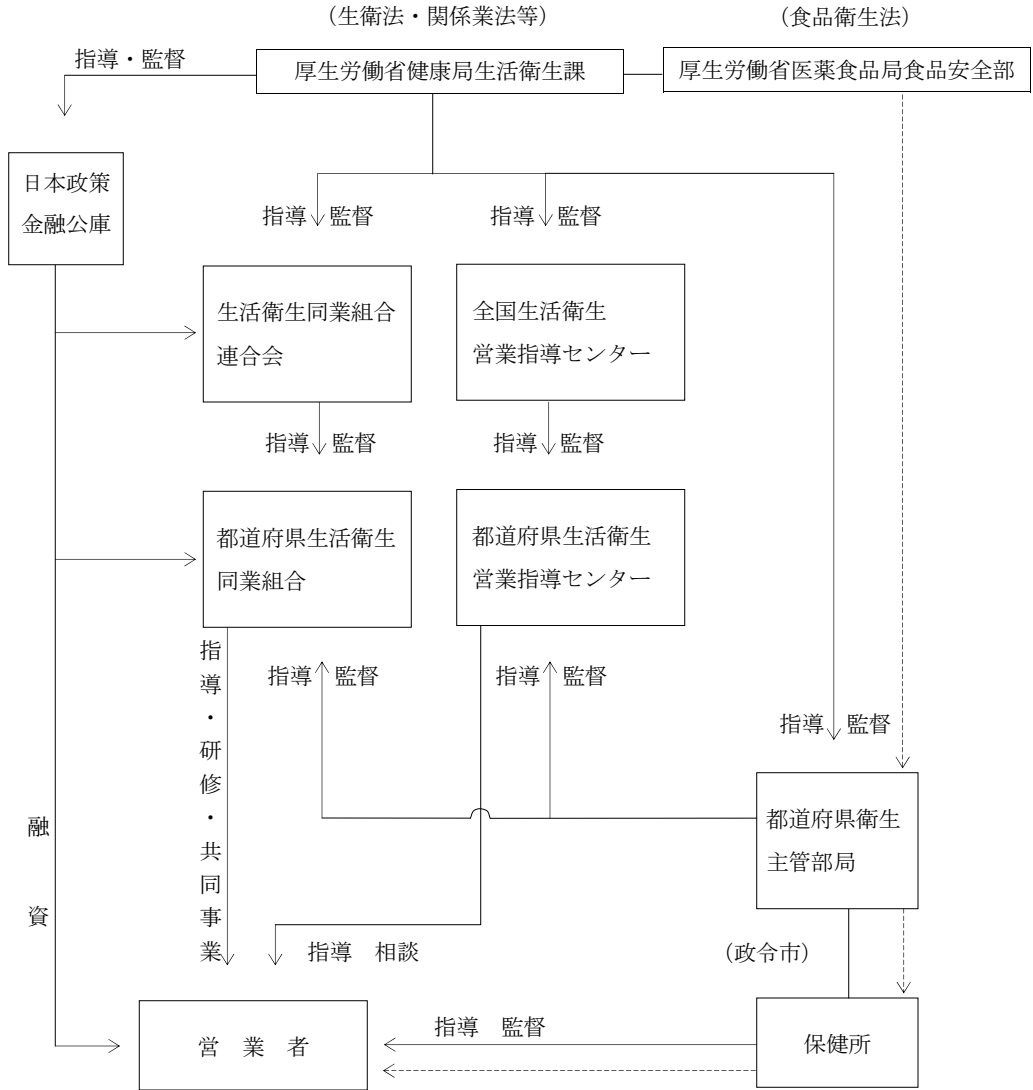 (生衛法・関係業法等)
(食品衛生法)
指導・監督
厚生労働省健康局生活衛生課
厚生労働省医薬食品局食品安全部
日本政策
金融公庫
指導 監督
指導 監督
生活衛生同業組合
連合会
全国生活衛生
営業指導センター
指導 監督
指導 監督
都道府県生活衛生
同業組合
都道府県生活衛生
営業指導センター
指導・研修・共同事業
指導 監督
指導 監督
指導 監督
融資
都道府県衛生
主管部局
指導 相談
(政令市)
営業者
指導 監督
保健所